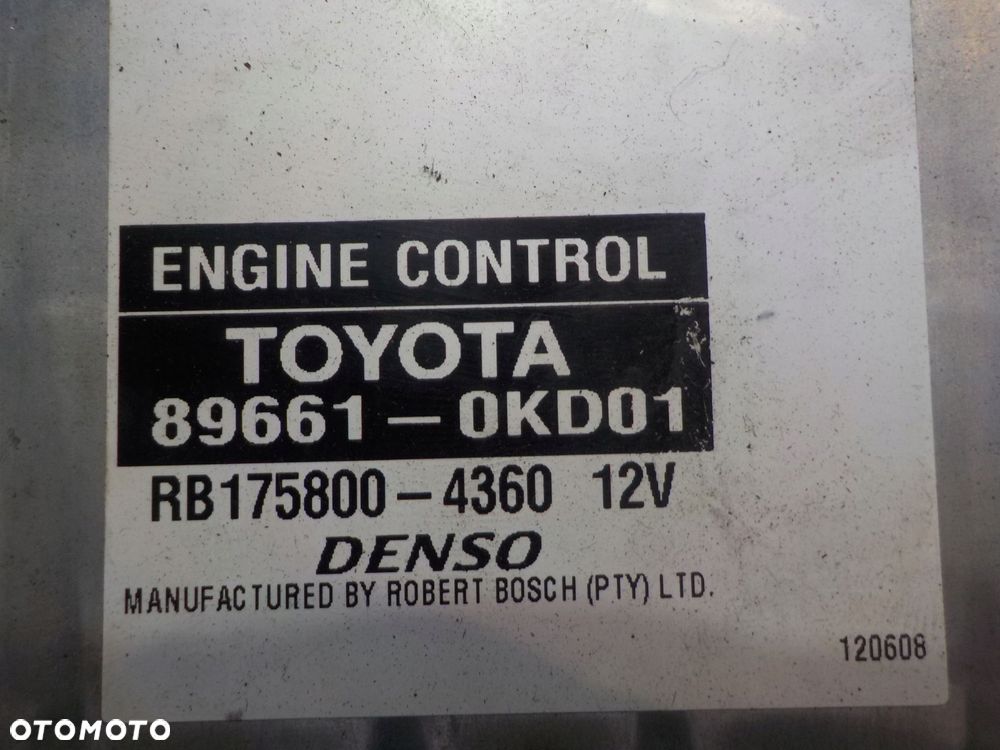 ENGINE CONTROL
TOYOTA
89661-0KD01
RB175800-4360 12V
DENSO
MANUFACTURED BY ROBERT BOSCH (PTY) LTD.
120608
OTOMOTO